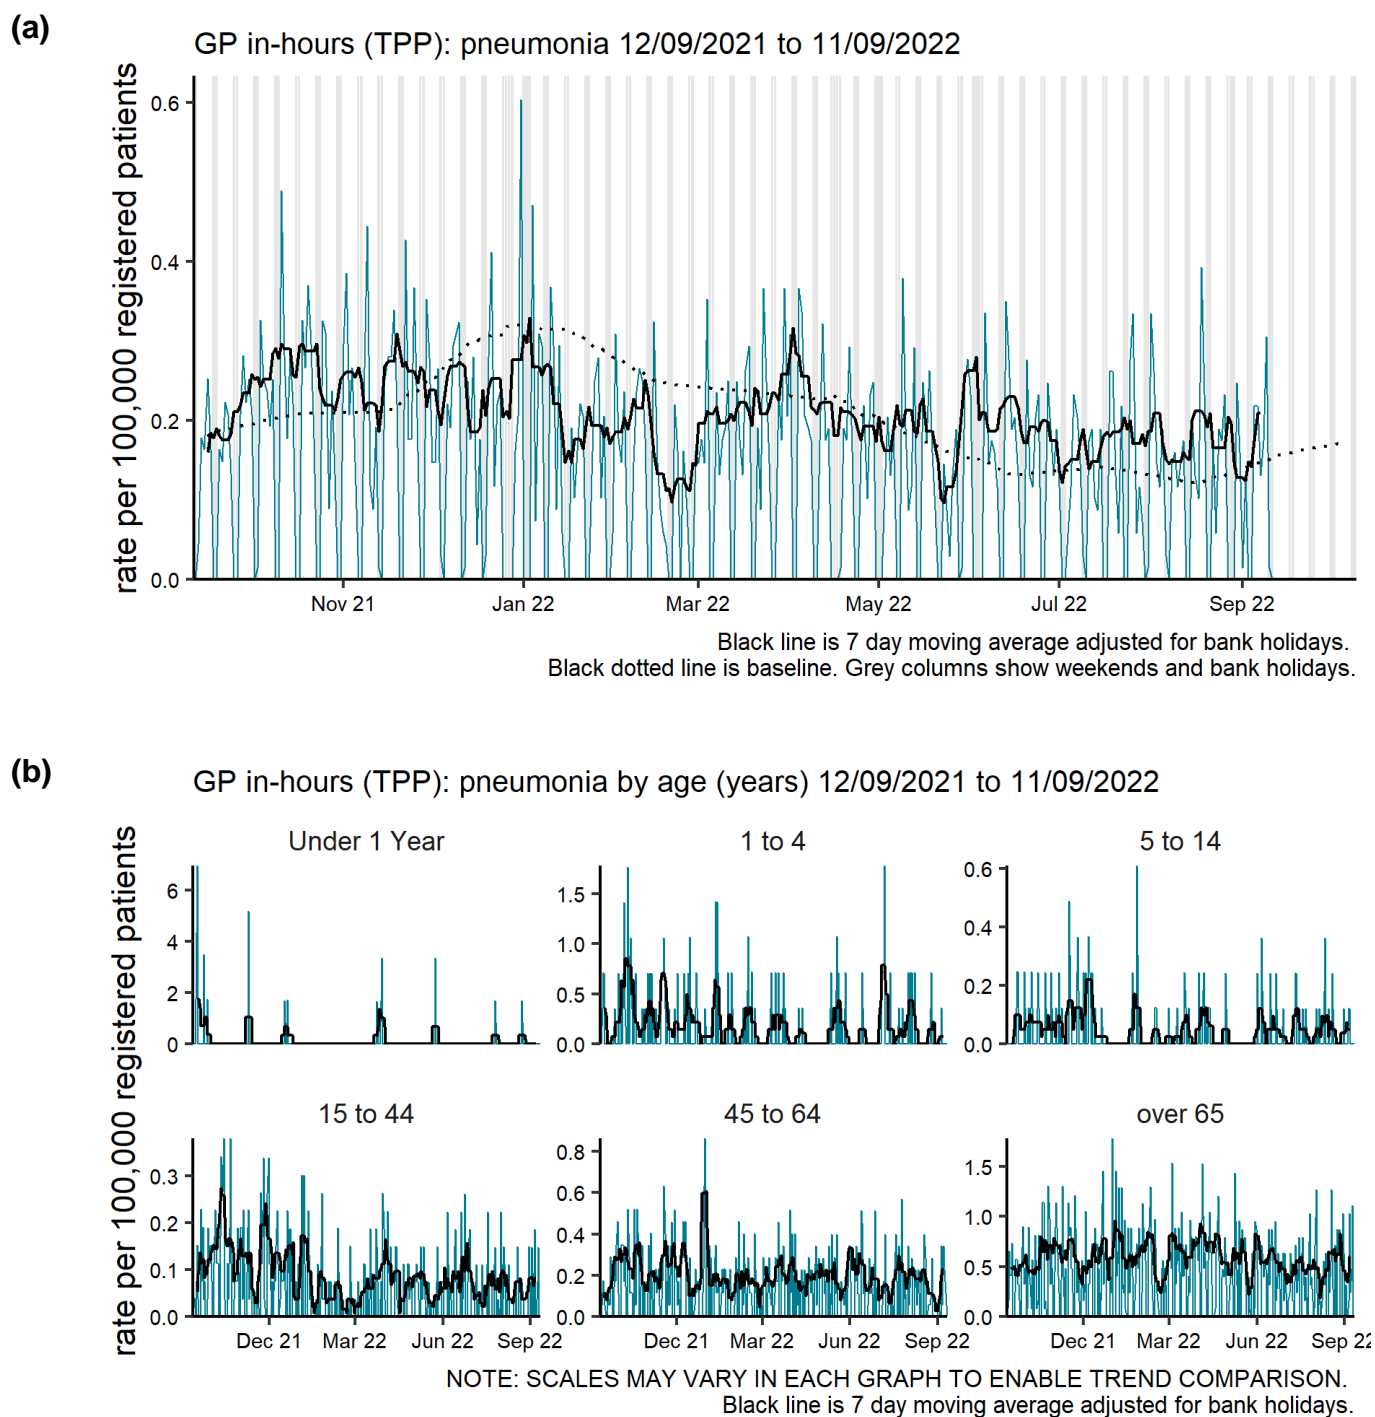 (a)
GP in-hours (TPP): pneumonia 12/09/2021 to 11/09/2022
rate per 100,000 registered patients
0.6
0.4
0.2
0.0
Nov 21 Jan 22 Mar 22 May 22 Jul 22 Sep 22
Black line is 7 day moving average adjusted for bank holidays.
Black dotted line is baseline. Grey columns show weekends and bank holidays.
(b)
GP in-hours (TPP): pneumonia by age (years) 12/09/2021 to 11/09/2022
rate per 100,000 registered patients
Under 1 Year
6
4
2
0
1 to 4
1.5
1.0
0.5
0.0
5 to 14
0.6
0.4
0.2
0.0
15 to 44
0.3
0.2
0.1
0.0
Dec 21 Mar 22 Jun 22 Sep 22
45 to 64
0.8
0.6
0.4
0.2
0.0
Dec 21 Mar 22 Jun 22 Sep 22
over 65
1.5
1.0
0.5
0.0
Dec 21 Mar 22 Jun 22 Sep 22
NOTE: SCALES MAY VARY IN EACH GRAPH TO ENABLE TREND COMPARISON.
Black line is 7 day moving average adjusted for bank holidays.